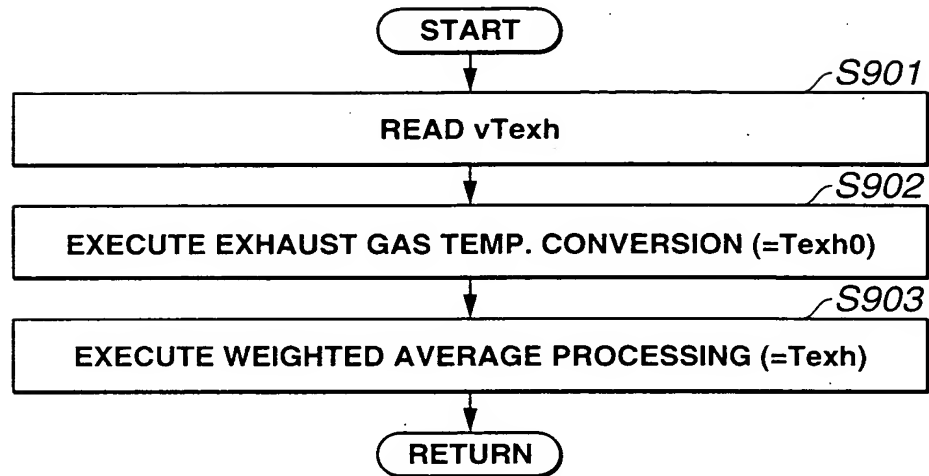 START
S901
READ vTexh
S902
EXECUTE EXHAUST GAS TEMP. CONVERSION (=Texh0)
S903
EXECUTE WEIGHTED AVERAGE PROCESSING (=Texh)
RETURN